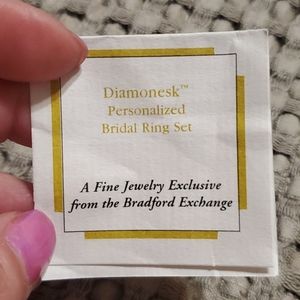 Diamonesk™
Personalized
Bridal Ring Set
A Fine Jewelry Exclusive
from the Bradford Exchange